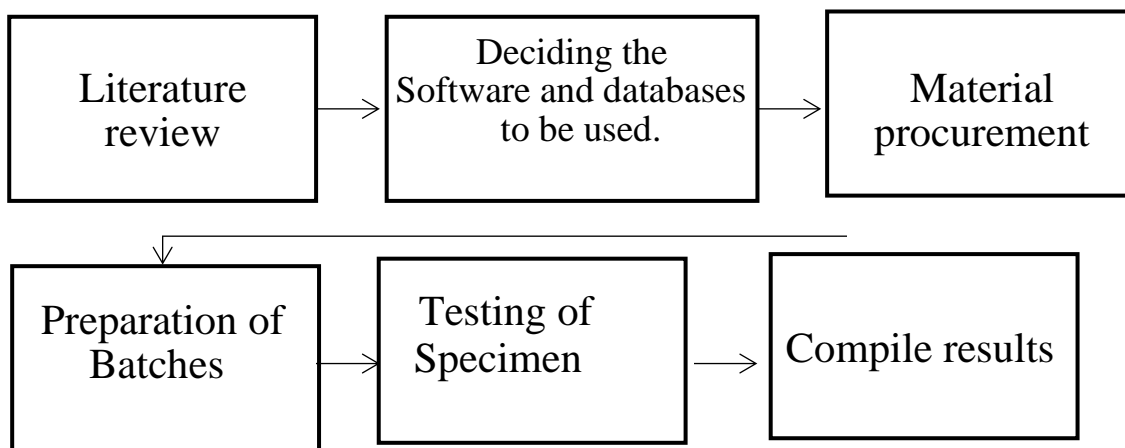 Literature
review
Deciding the
Software and databases
to be used.
Material
procurement
Preparation of
Batches
Testing of
Specimen
Compile results